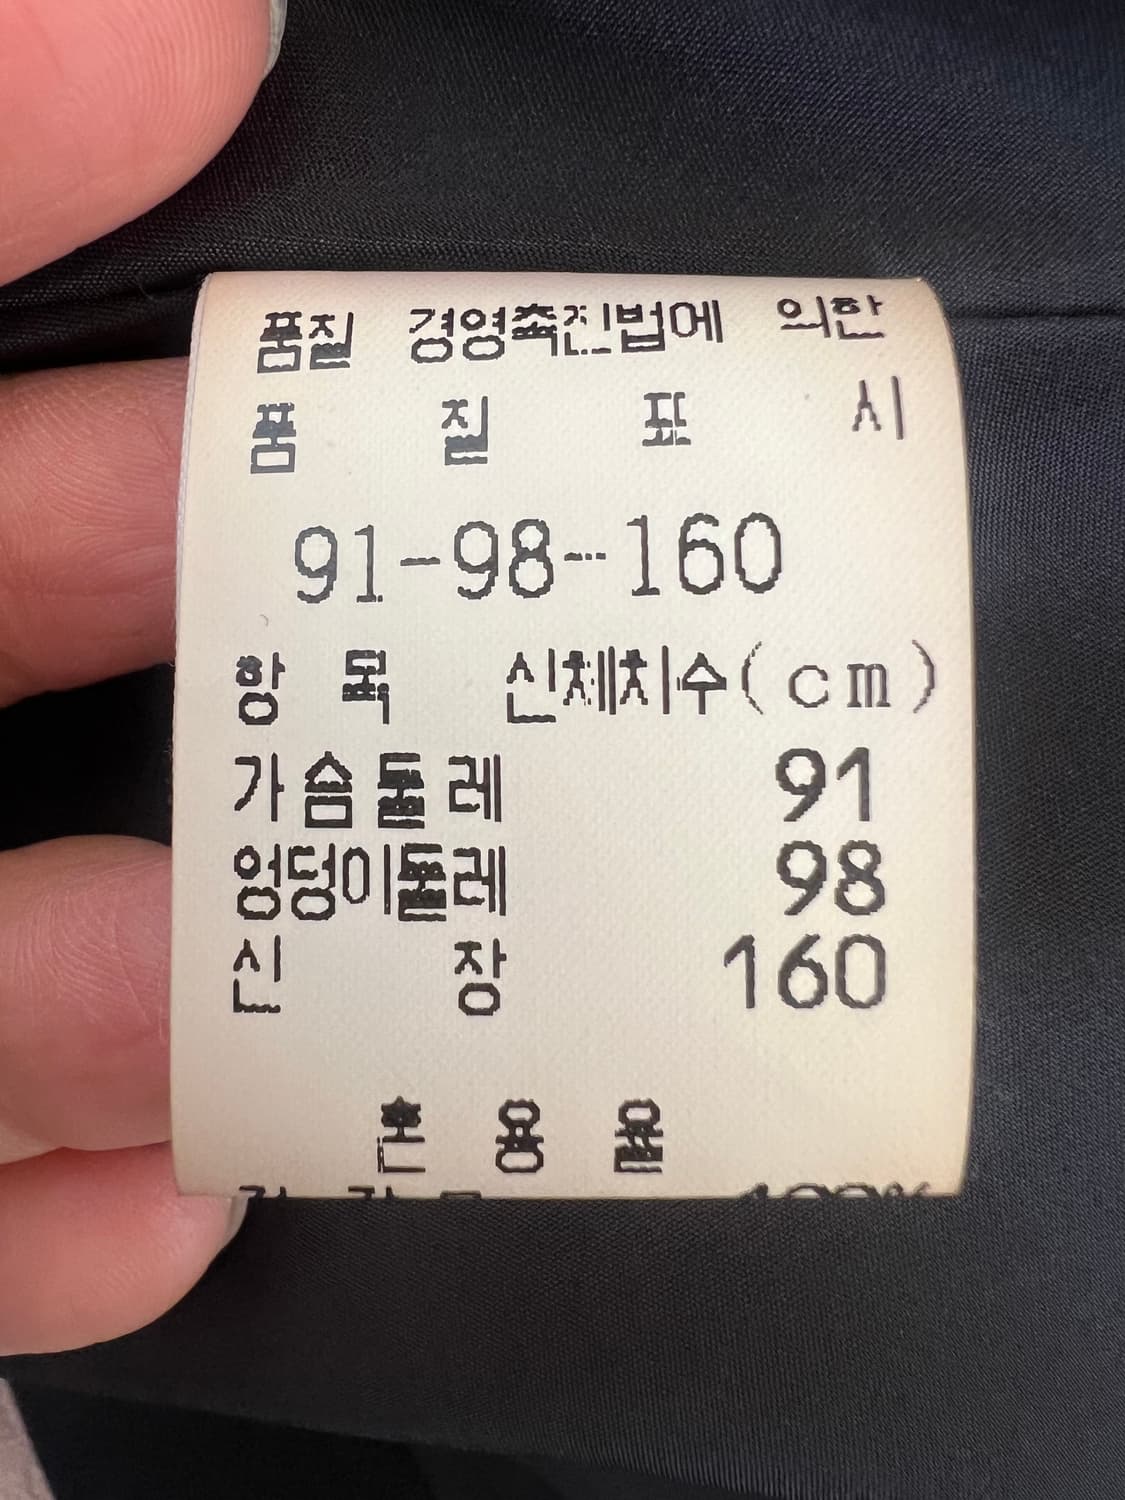 품질 경영촉진법에 의한
품 질 표 시
91-98-160
항 목 신체치수(cm)
가슴둘레 91
엉덩이둘레 98
신 장 160
혼 용 율